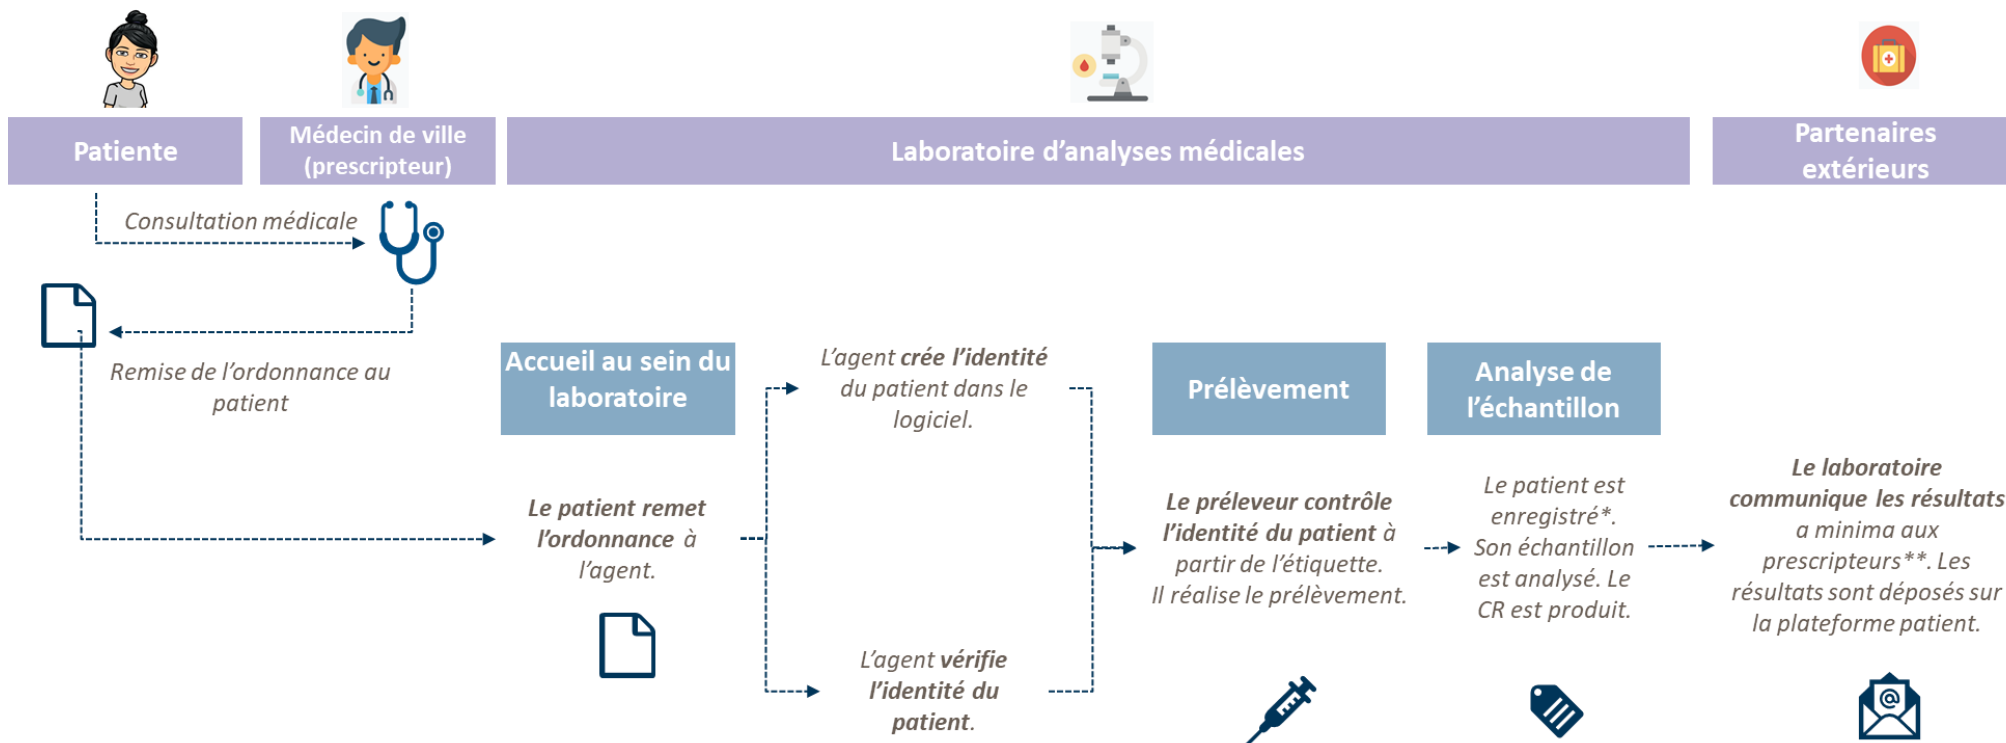 Patiente
Médecin de ville
(prescripteur)
Laboratoire d’analyses médicales
Partenaires
extérieurs
Consultation médicale
Remise de l’ordonnance au
patient
Accueil au sein du
laboratoire
Le patient remet
l’ordonnance à
l’agent.
L’agent crée l’identité
du patient dans le
logiciel.
L’agent vérifie
l’identité du
patient.
Prélèvement
Le préleveur contrôle
l’identité du patient à
partir de l’étiquette.
Il réalise le prélèvement.
Analyse de
l’échantillon
Le patient est
enregistré*.
Son échantillon
est analysé. Le
CR est produit.
Le laboratoire
communique les résultats
a minima aux
prescripteurs**. Les
résultats sont déposés sur
la plateforme patient.
@